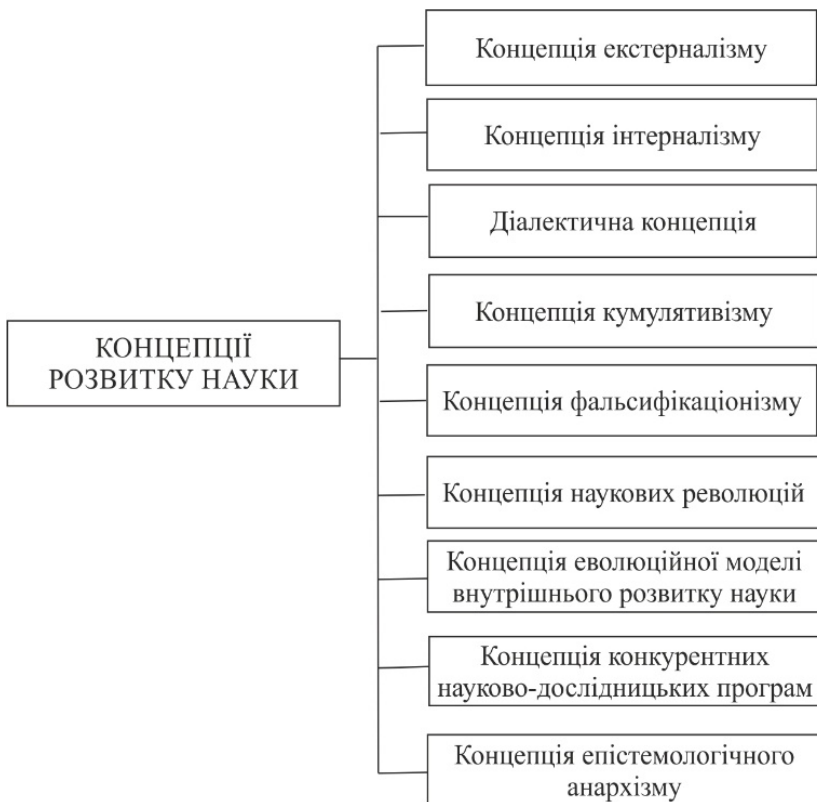 Концепція екстерналізму
Концепція інтерналізму
Діалектична концепція
Концепція кумулятивізму
КОНЦЕПЦІЇ
РОЗВИТКУ НАУКИ
Концепція фальсифікаціонізму
Концепція наукових революцій
Концепція еволюційної моделі
внутрішнього розвитку науки
Концепція конкурентних
науково-дослідницьких програм
Концепція епістемологічного
анархізму